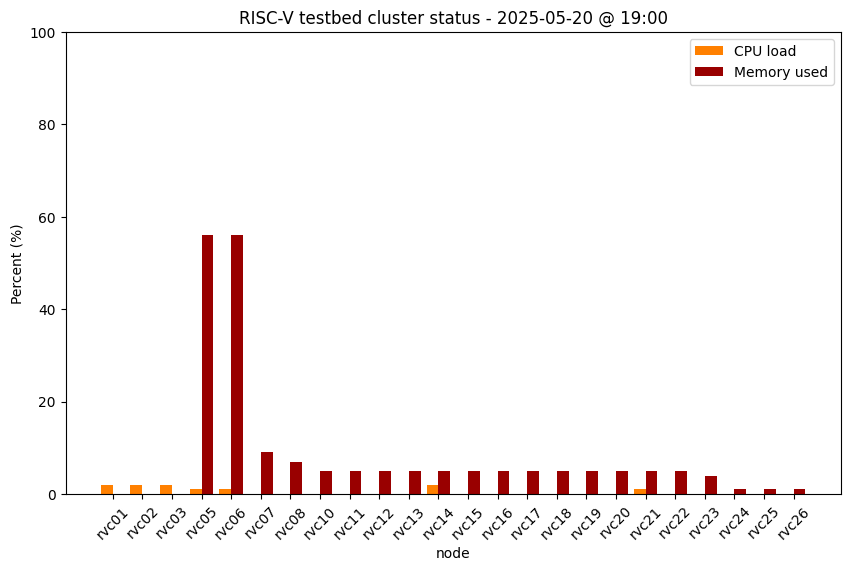 RISC-V testbed cluster status - 2025-05-20 @ 19:00
CPU load
Memory used
Percent (%)
100
80
60
40
20
0
rvc01 rvc02 rvc03 rvc05 rvc06 rvc07 rvc08 rvc10 rvc11 rvc12 rvc13 rvc14 rvc15 rvc16 rvc17 rvc18 rvc19 rvc20 rvc21 rvc22 rvc23 rvc24 rvc25 rvc26
node